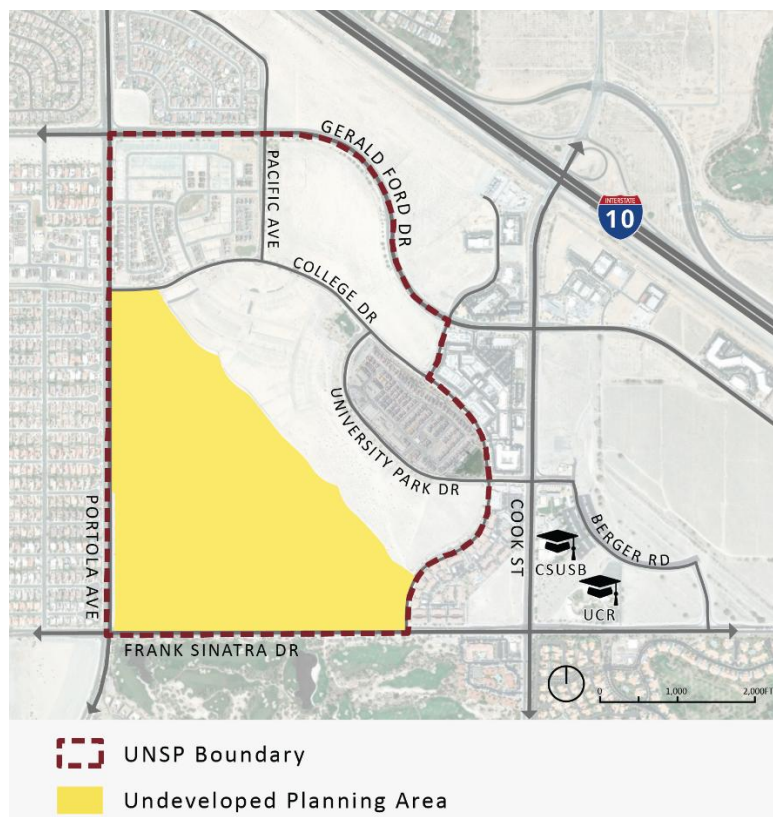 GERALD FORD DR
PACIFIC AVE
INTERSTATE
10
COLLEGE DR
UNIVERSITY PARK DR
PORTOLA AVE
COOK ST
BERGER RD
CSUSB
UCR
FRANK SINATRA DR
0 1,000 2,000FT
UNSP Boundary
Undeveloped Planning Area